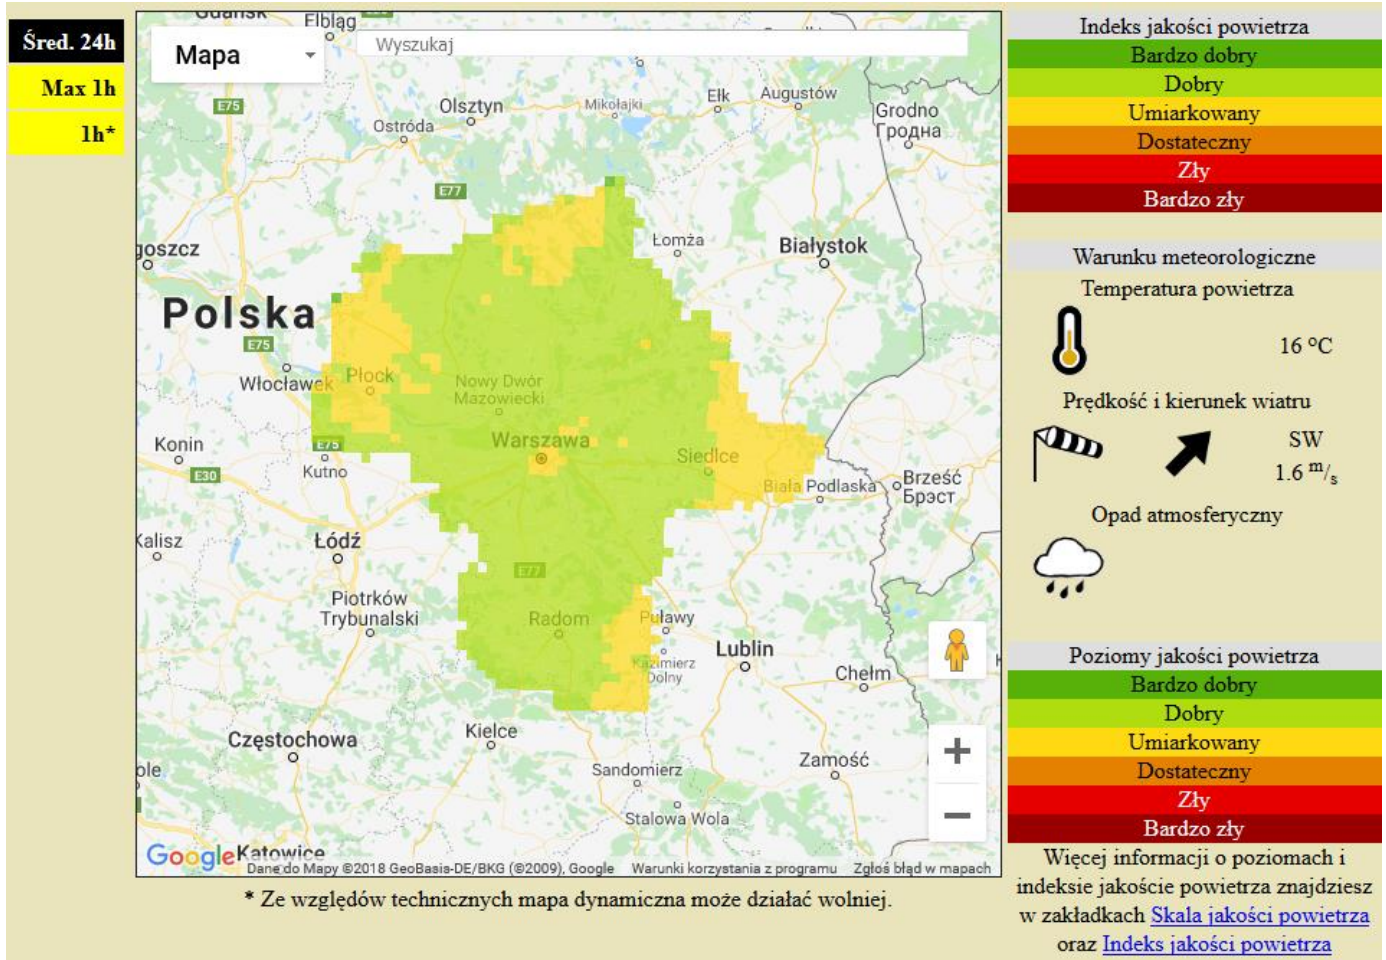 Śred. 24h
Max 1h
1h*
Gdańsk
Elbląg
Mapa
Wyszukaj
E75
Olsztyn
Mikołajki
Ełk
Augustów
Ostróda
Grodno
Гродна
E77
Łomża
Białystok
goszcz
Polska
E75
Włocławek
Płock
Nowy Dwór
Mazowiecki
Warszawa
Konin
E75
Kutno
E30
Siedlce
Biała Podlaska
Brześć
Брэст
Kalisz
Łódź
E77
Piotrków
Trybunalski
Radom
Puławy
Kazimierz
Dolny
Lublin
Chełm
Kielce
Częstochowa
Zamość
Sandomierz
ole
Stalowa Wola
Google
Katowice
Dane do Mapy ©2018 GeoBasis-DE/BKG (©2009), Google Warunki korzystania z programu Zgłoś błąd w mapach
* Ze względów technicznych mapa dynamiczna może działać wolniej.
Indeks jakości powietrza
Bardzo dobry
Dobry
Umiarkowany
Dostateczny
Zły
Bardzo zły
Warunku meteorologiczne
Temperatura powietrza
16 °C
Prędkość i kierunek wiatru
SW
1.6 m/s
Opad atmosferyczny
Poziomy jakości powietrza
Bardzo dobry
Dobry
Umiarkowany
Dostateczny
Zły
Bardzo zły
Więcej informacji o poziomach i
indeksie jakoście powietrza znajdziesz
w zakładkach Skala jakości powietrza
oraz Indeks jakości powietrza